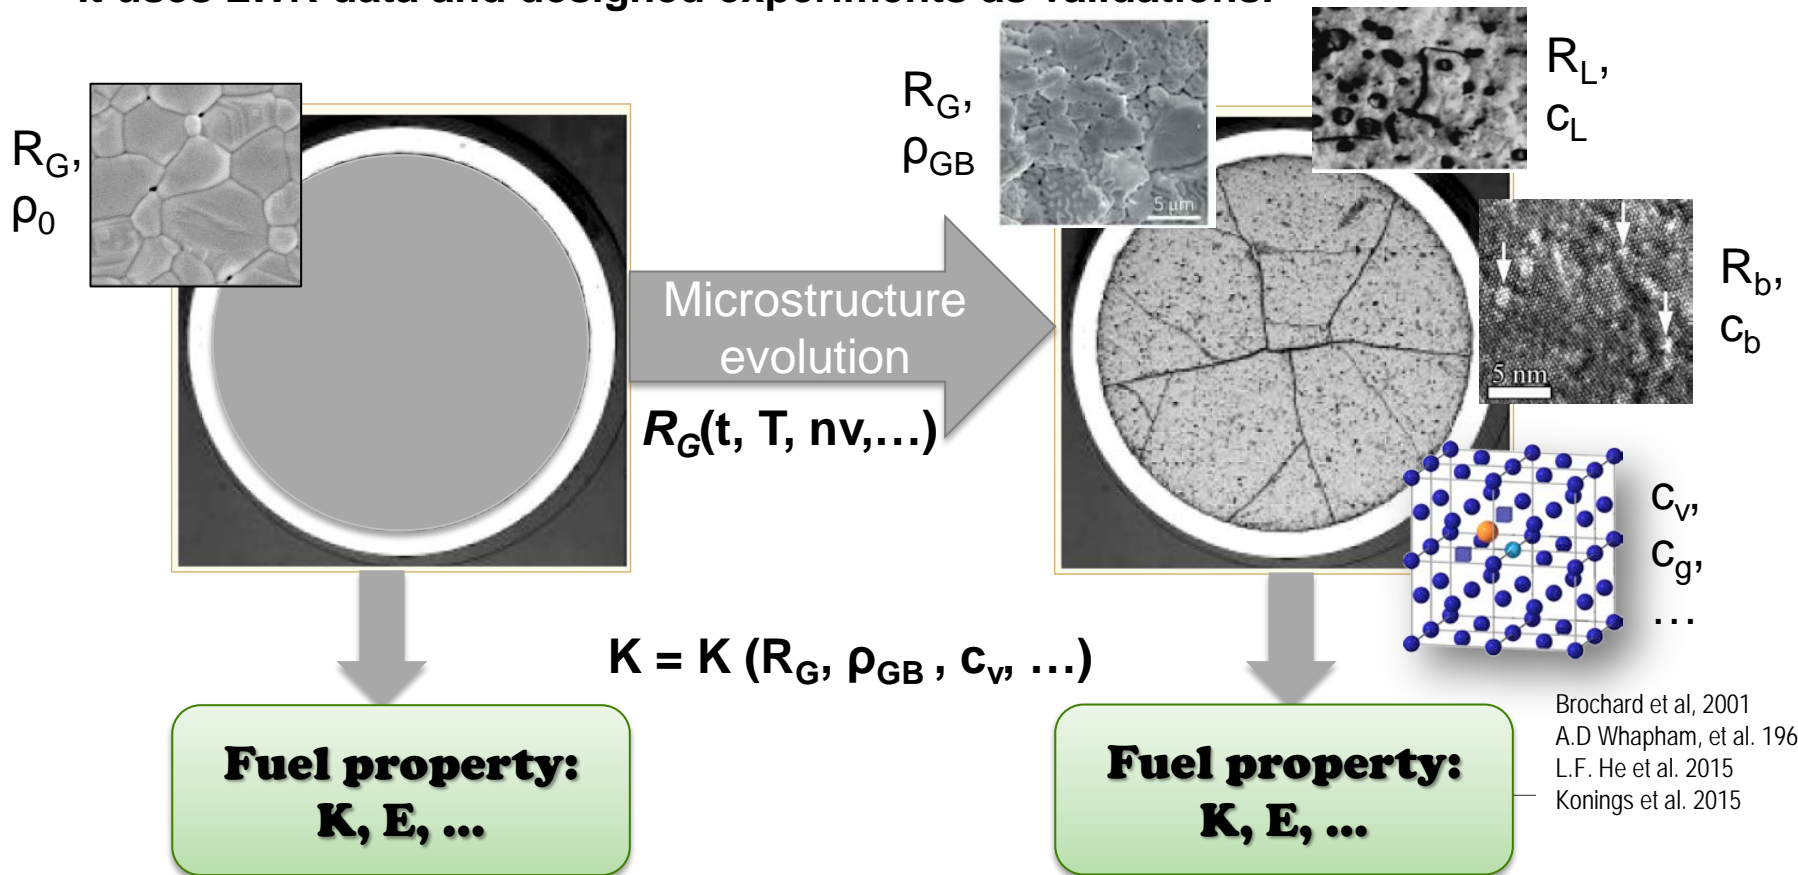 R_G,
ρ_0
R_G,
ρ_GB
5 μm
R_L,
c_L
R_b,
c_b
5 nm
Microstructure
evolution
R_G(t, T, nv,...)
c_v,
c_g,
...
K = K (R_G, ρ_GB , c_v, ...)
Fuel property:
K, E, ...
Fuel property:
K, E, ...
Brochard et al, 2001
A.D Whapham, et al. 196
L.F. He et al. 2015
Konings et al. 2015